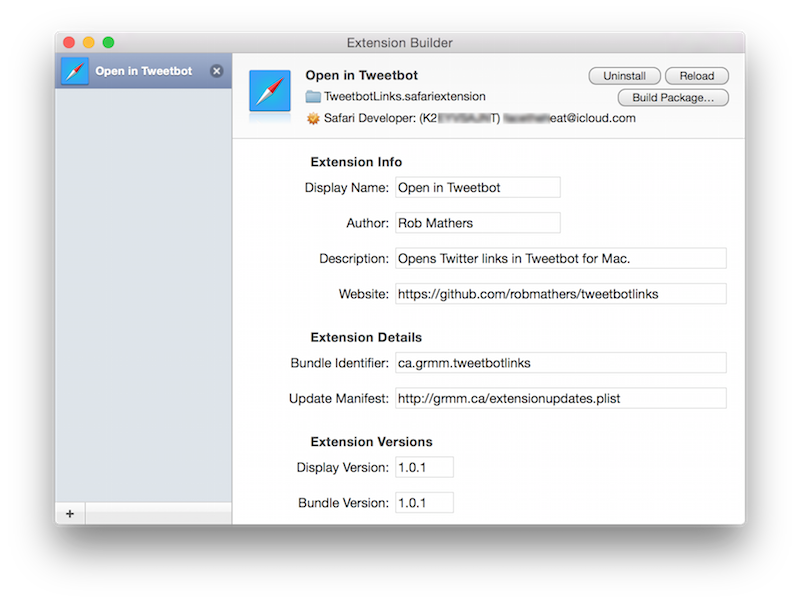 Extension Builder
Open in Tweetbot
Open in Tweetbot
Uninstall
Reload
TweetbotLinks.safariextension
Build Package...
Safari Developer: (K2 T) eat@icloud.com
Extension Info
Display Name: Open in Tweetbot
Author: Rob Mathers
Description: Opens Twitter links in Tweetbot for Mac.
Website: https://github.com/robmathers/tweetbotlinks
Extension Details
Bundle Identifier: ca.grmm.tweetbotlinks
Update Manifest: http://grmm.ca/extensionupdates.plist
Extension Versions
Display Version: 1.0.1
Bundle Version: 1.0.1
+